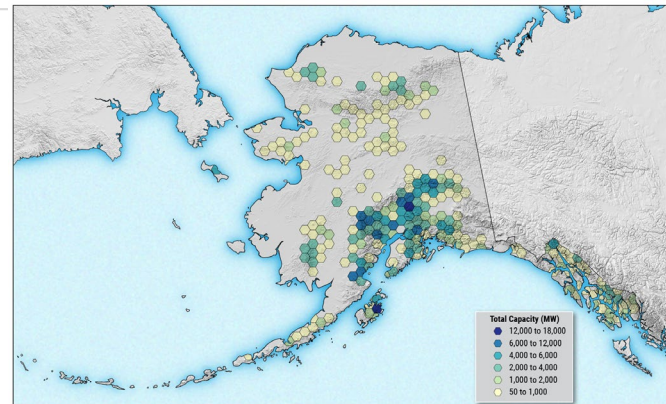 Total Capacity (MW)
12,000 to 18,000
6,000 to 12,000
4,000 to 6,000
2,000 to 4,000
1,000 to 2,000
50 to 1,000